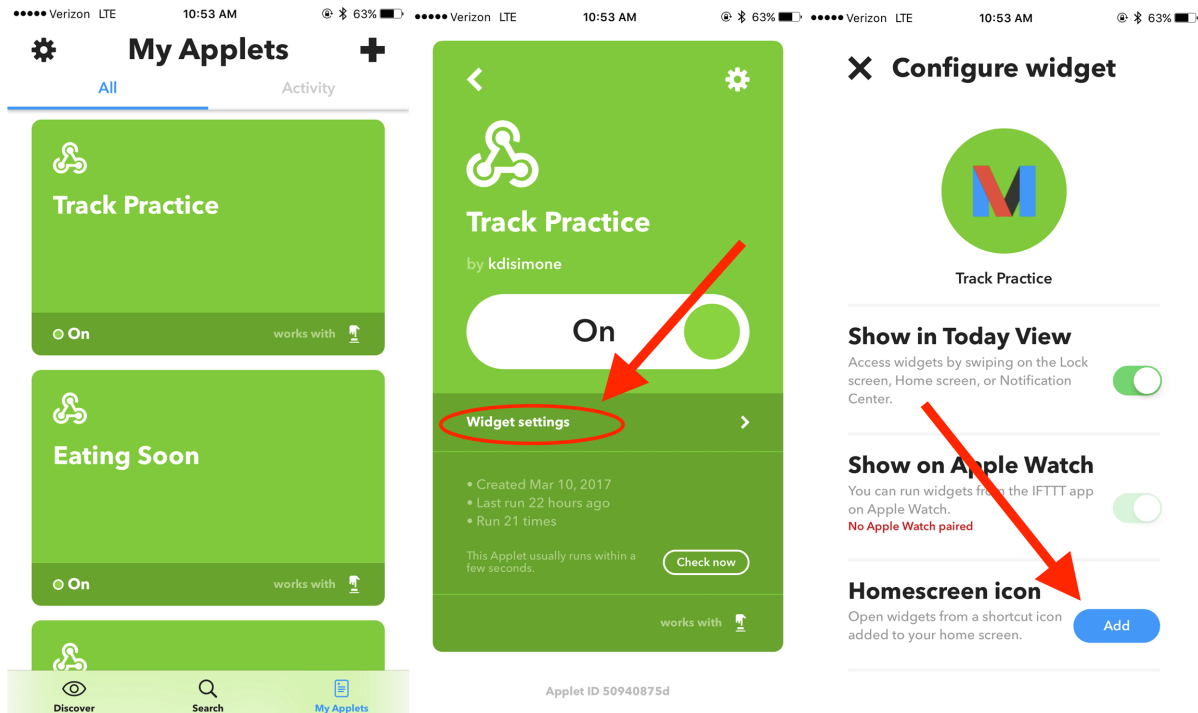 ●●●●● Verizon LTE 10:53 AM 63%
My Applets
All Activity
Track Practice
On works with
Eating Soon
On works with
Discover Search My Applets
●●●●● Verizon LTE 10:53 AM 63%
Track Practice
by kdisimone
On
Widget settings
• Created Mar 10, 2017
• Last run 22 hours ago
• Run 21 times
This Applet usually runs within a
few seconds.
Check now
works with
Applet ID 50940875d
●●●●● Verizon LTE 10:53 AM 63%
Configure widget
M
Track Practice
Show in Today View
Access widgets by swiping on the Lock
screen, Home screen, or Notification
Center.
Show on Apple Watch
You can run widgets from the IFTTT app
on Apple Watch.
No Apple Watch paired
Homescreen icon
Open widgets from a shortcut icon
added to your home screen.
Add